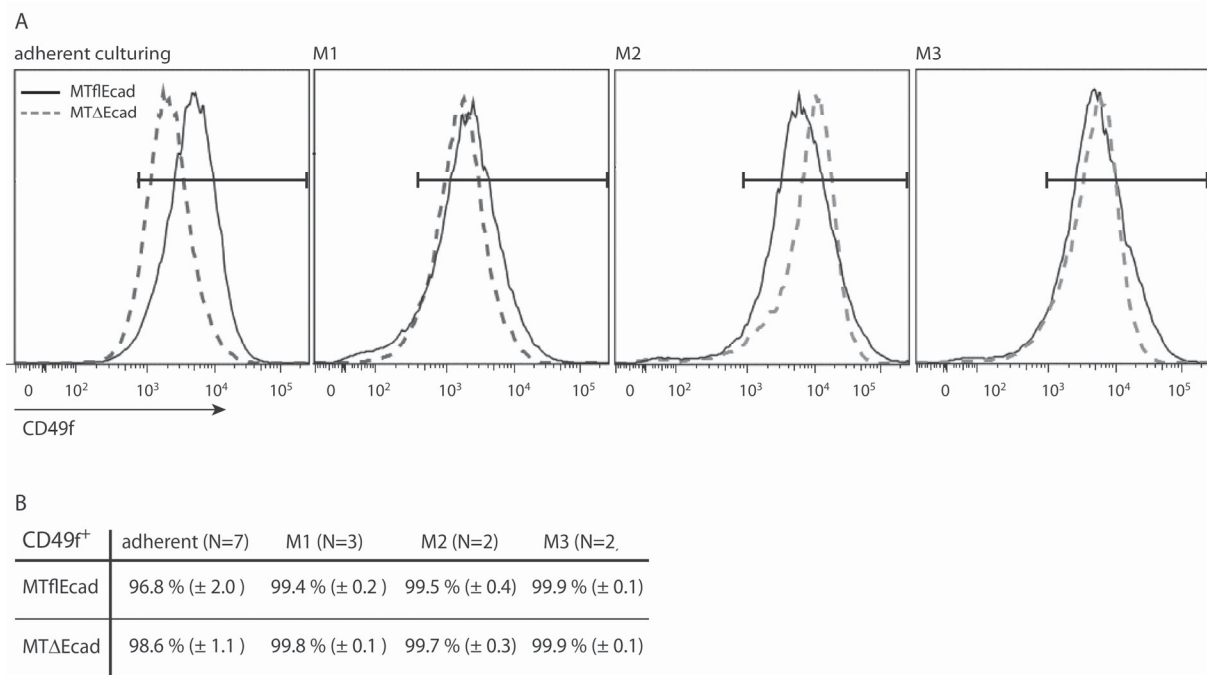 A
adherent culturing M1 M2 M3
MTflEcad
MTΔEcad
0 10² 10³ 10⁴ 10⁵ 0 10² 10³ 10⁴ 10⁵ 0 10² 10³ 10⁴ 10⁵ 0 10² 10³ 10⁴ 10⁵
CD49f
B
CD49f⁺ adherent (N=7) M1 (N=3) M2 (N=2) M3 (N=2,
MTflEcad 96.8 % (± 2.0 ) 99.4 % (± 0.2 ) 99.5 % (± 0.4) 99.9 % (± 0.1)
MTΔEcad 98.6 % (± 1.1 ) 99.8 % (± 0.1 ) 99.7 % (± 0.3) 99.9 % (± 0.1)